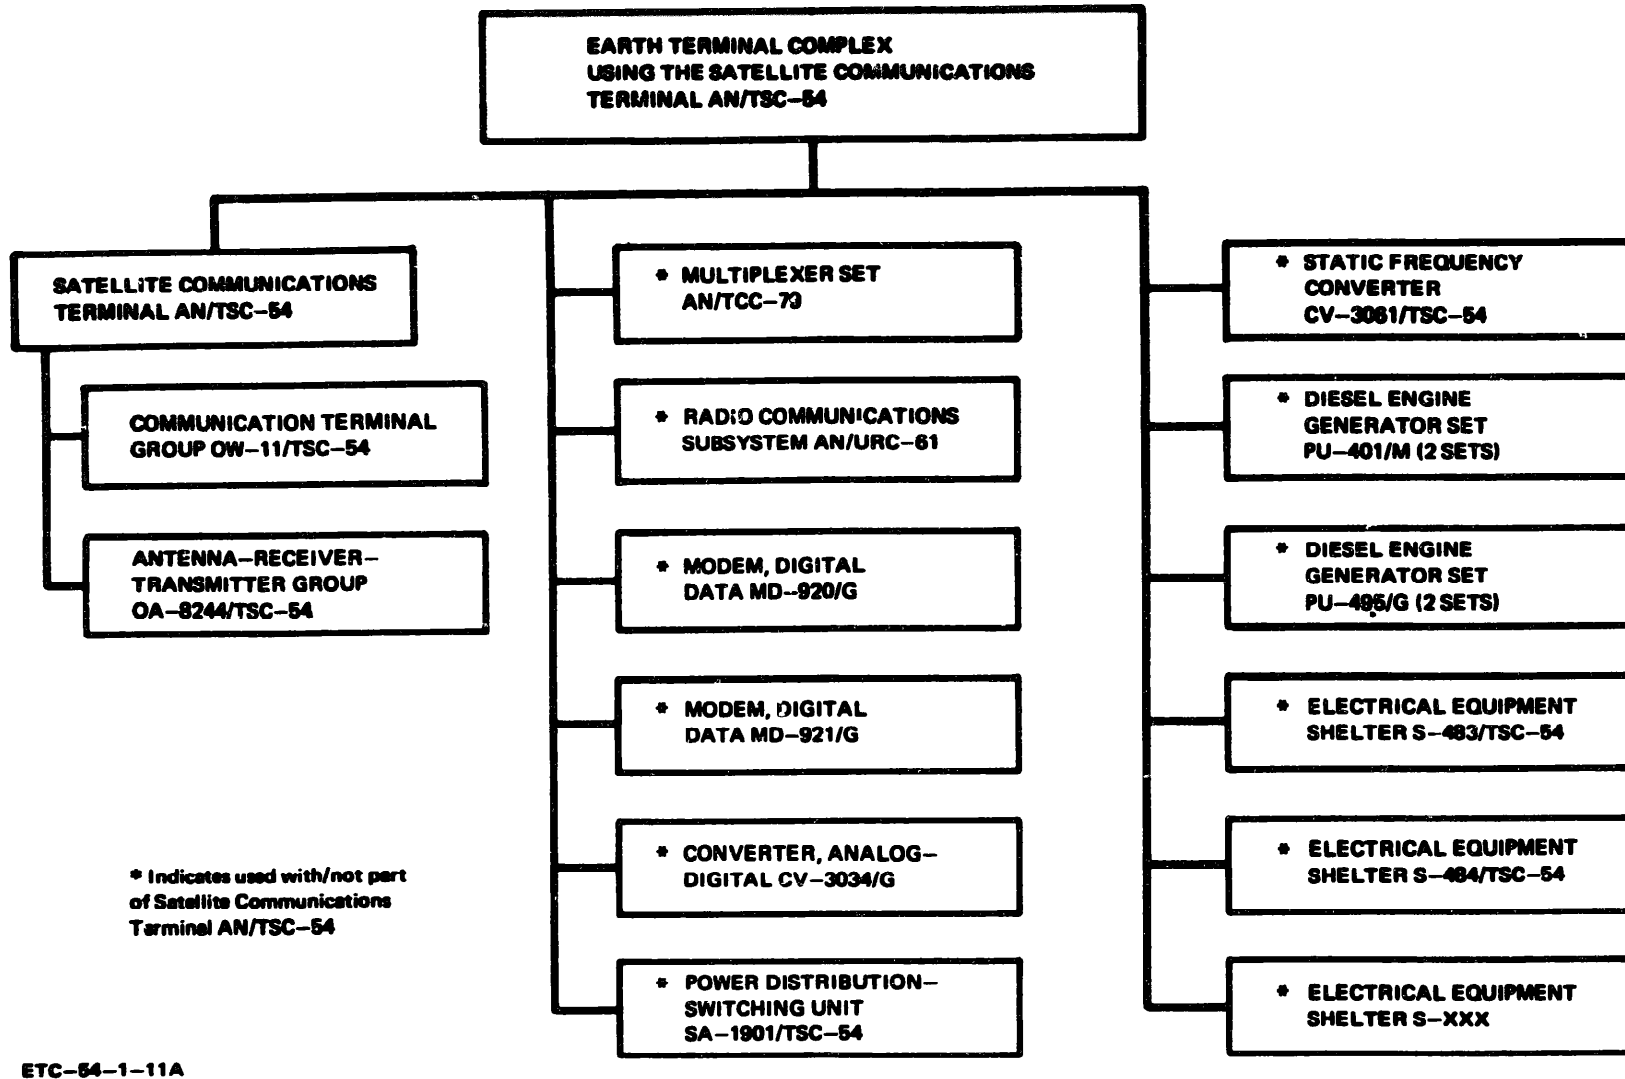 EARTH TERMINAL COMPLEX
USING THE SATELLITE COMMUNICATIONS
TERMINAL AN/TSC-54
SATELLITE COMMUNICATIONS
TERMINAL AN/TSC-54
COMMUNICATION TERMINAL
GROUP OW-11/TSC-54
ANTENNA-RECEIVER-
TRANSMITTER GROUP
OA-8244/TSC-54
* MULTIPLEXER SET
AN/TCC-73
* RADIO COMMUNICATIONS
SUBSYSTEM AN/URC-61
* MODEM, DIGITAL
DATA MD-920/G
* MODEM, DIGITAL
DATA MD-921/G
* CONVERTER, ANALOG-
DIGITAL CV-3034/G
* POWER DISTRIBUTION-
SWITCHING UNIT
SA-1901/TSC-54
* STATIC FREQUENCY
CONVERTER
CV-3061/TSC-54
* DIESEL ENGINE
GENERATOR SET
PU-401/M (2 SETS)
* DIESEL ENGINE
GENERATOR SET
PU-495/G (2 SETS)
* ELECTRICAL EQUIPMENT
SHELTER S-483/TSC-54
* ELECTRICAL EQUIPMENT
SHELTER S-484/TSC-54
* ELECTRICAL EQUIPMENT
SHELTER S-XXX
* Indicates used with/not part
of Satellite Communications
Terminal AN/TSC-54
ETC-54-1-11A